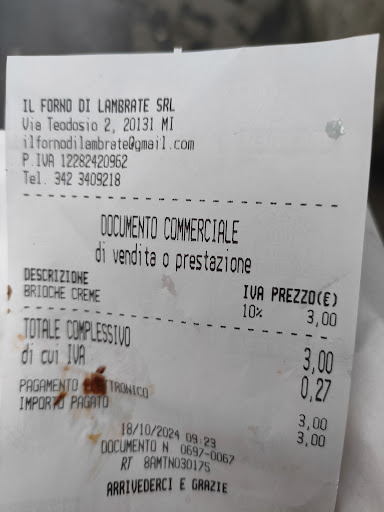 IL FORNO DI LAMBRATE SRL
Via Teodosio 2, 20131 MI
ilfornodilambrate@gmail.com
P.IVA 12282420962
Tel. 342 3409218
DOCUMENTO COMMERCIALE
di vendita o prestazione
DESCRIZIONE IVA PREZZO(€)
BRIOCHE CREME 10% 3,00
TOTALE COMPLESSIVO 3,00
di cui IVA 0,27
PAGAMENTO ELETTRONICO 3,00
IMPORTO PAGATO 3,00
18/10/2024 09:23
DOCUMENTO N 0697-0067
RT 8AMTN030175
ARRIVEDERCI E GRAZIE